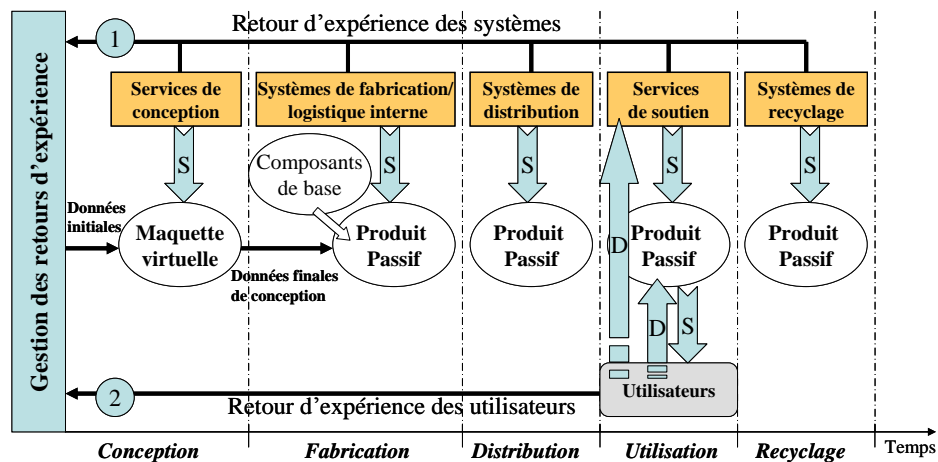 Gestion des retours d’expérience
1
Retour d’expérience des systèmes
Services de
conception
Systèmes de fabrication/
logistique interne
Systèmes de
distribution
Services
de soutien
Systèmes de
recyclage
S
Composants
de base
S
S
S
S
Données
initiales
Maquette
virtuelle
Données finales
de conception
Produit
Passif
Produit
Passif
D
Produit
Passif
Produit
Passif
D
S
Utilisateurs
2
Retour d’expérience des utilisateurs
Conception
Fabrication
Distribution
Utilisation
Recyclage
Temps